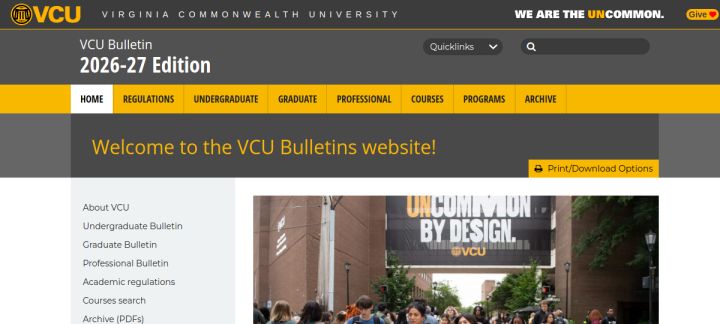 VCU VIRGINIA COMMONWEALTH UNIVERSITY WE ARE THE UNCOMMON. Give
VCU Bulletin
2026-27 Edition
Quicklinks
HOME REGULATIONS UNDERGRADUATE GRADUATE PROFESSIONAL COURSES PROGRAMS ARCHIVE
Welcome to the VCU Bulletins website!
Print/Download Options
About VCU
Undergraduate Bulletin
Graduate Bulletin
Professional Bulletin
Academic regulations
Courses search
Archive (PDFs)
UNCOMMON
BY DESIGN.
VCU